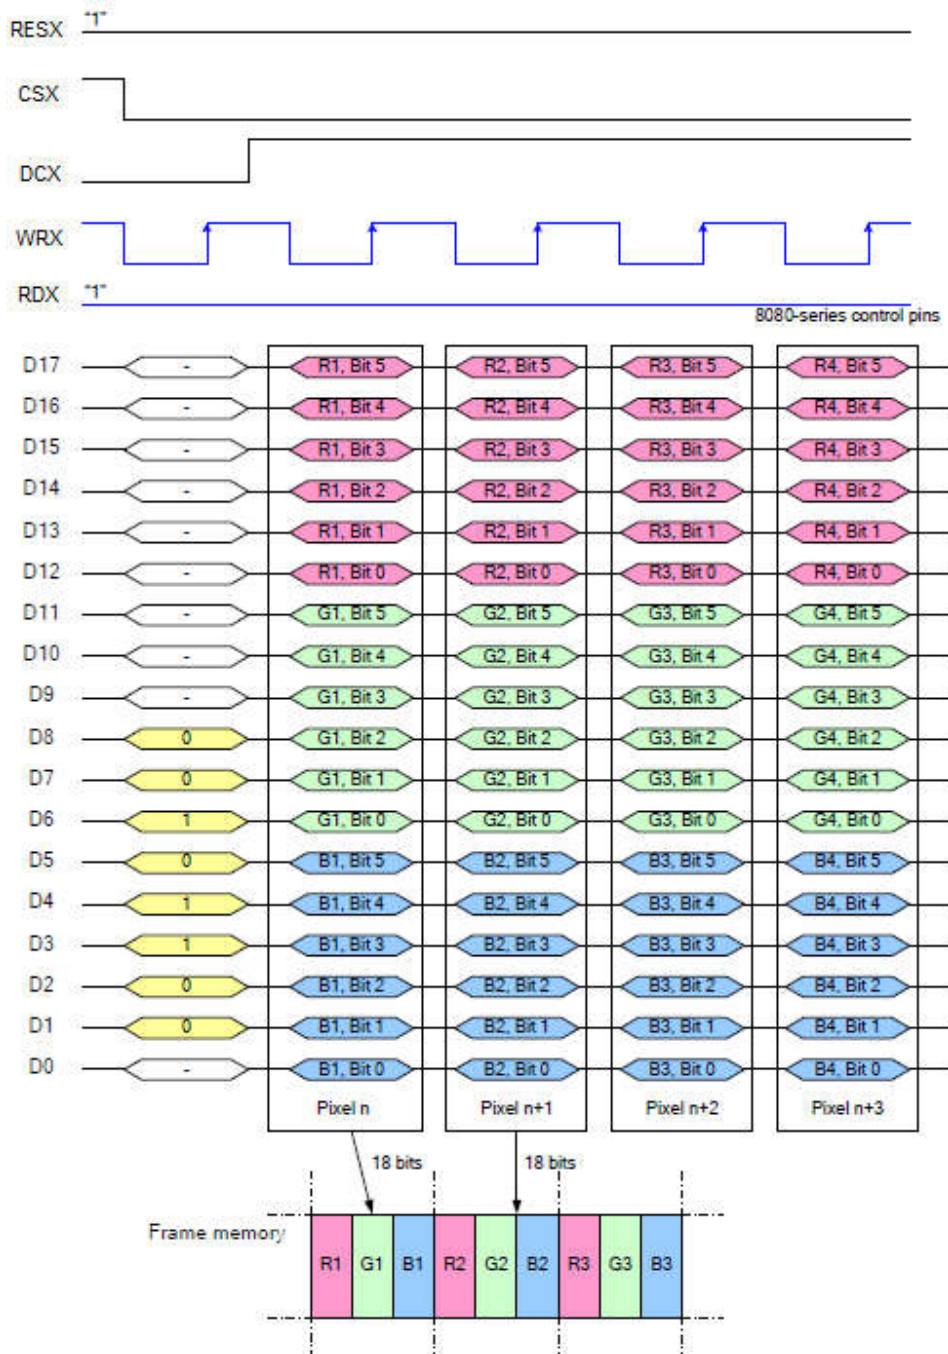 RESX "1"
CSX
DCX
WRX
RDX "1"
8080-series control pins
D17 - R1, Bit 5 R2, Bit 5 R3, Bit 5 R4, Bit 5
D16 - R1, Bit 4 R2, Bit 4 R3, Bit 4 R4, Bit 4
D15 - R1, Bit 3 R2, Bit 3 R3, Bit 3 R4, Bit 3
D14 - R1, Bit 2 R2, Bit 2 R3, Bit 2 R4, Bit 2
D13 - R1, Bit 1 R2, Bit 1 R3, Bit 1 R4, Bit 1
D12 - R1, Bit 0 R2, Bit 0 R3, Bit 0 R4, Bit 0
D11 - G1, Bit 5 G2, Bit 5 G3, Bit 5 G4, Bit 5
D10 - G1, Bit 4 G2, Bit 4 G3, Bit 4 G4, Bit 4
D9 - G1, Bit 3 G2, Bit 3 G3, Bit 3 G4, Bit 3
D8 0 G1, Bit 2 G2, Bit 2 G3, Bit 2 G4, Bit 2
D7 0 G1, Bit 1 G2, Bit 1 G3, Bit 1 G4, Bit 1
D6 1 G1, Bit 0 G2, Bit 0 G3, Bit 0 G4, Bit 0
D5 0 B1, Bit 5 B2, Bit 5 B3, Bit 5 B4, Bit 5
D4 1 B1, Bit 4 B2, Bit 4 B3, Bit 4 B4, Bit 4
D3 1 B1, Bit 3 B2, Bit 3 B3, Bit 3 B4, Bit 3
D2 0 B1, Bit 2 B2, Bit 2 B3, Bit 2 B4, Bit 2
D1 0 B1, Bit 1 B2, Bit 1 B3, Bit 1 B4, Bit 1
D0 - B1, Bit 0 B2, Bit 0 B3, Bit 0 B4, Bit 0
Pixel n Pixel n+1 Pixel n+2 Pixel n+3
18 bits 18 bits
Frame memory
R1 G1 B1 R2 G2 B2 R3 G3 B3